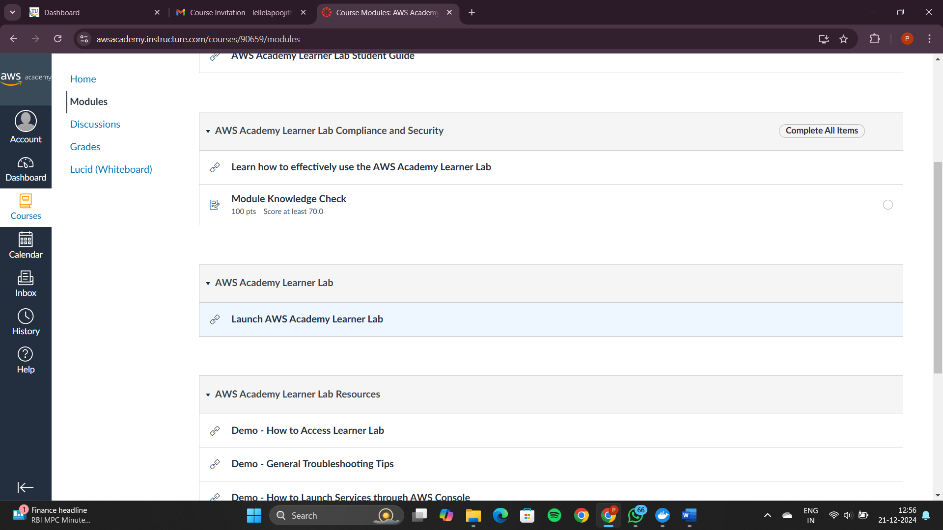 Dashboard
Course Invitation - lellelapoojitl
Course Modules: AWS Academy
awsacademy.instructure.com/courses/90659/modules
P
aws academy
Account
Dashboard
Courses
Calendar
Inbox
History
Help
Home
Modules
Discussions
Grades
Lucid (Whiteboard)
AWS Academy Learner Lab Student Guide
AWS Academy Learner Lab Compliance and Security
Complete All Items
Learn how to effectively use the AWS Academy Learner Lab
Module Knowledge Check
100 pts Score at least 70.0
AWS Academy Learner Lab
Launch AWS Academy Learner Lab
AWS Academy Learner Lab Resources
Demo - How to Access Learner Lab
Demo - General Troubleshooting Tips
Demo - How to Launch Services through AWS Console
1
Finance headline
RBI MPC Minute...
Search
66
ENG
IN
12:56
21-12-2024